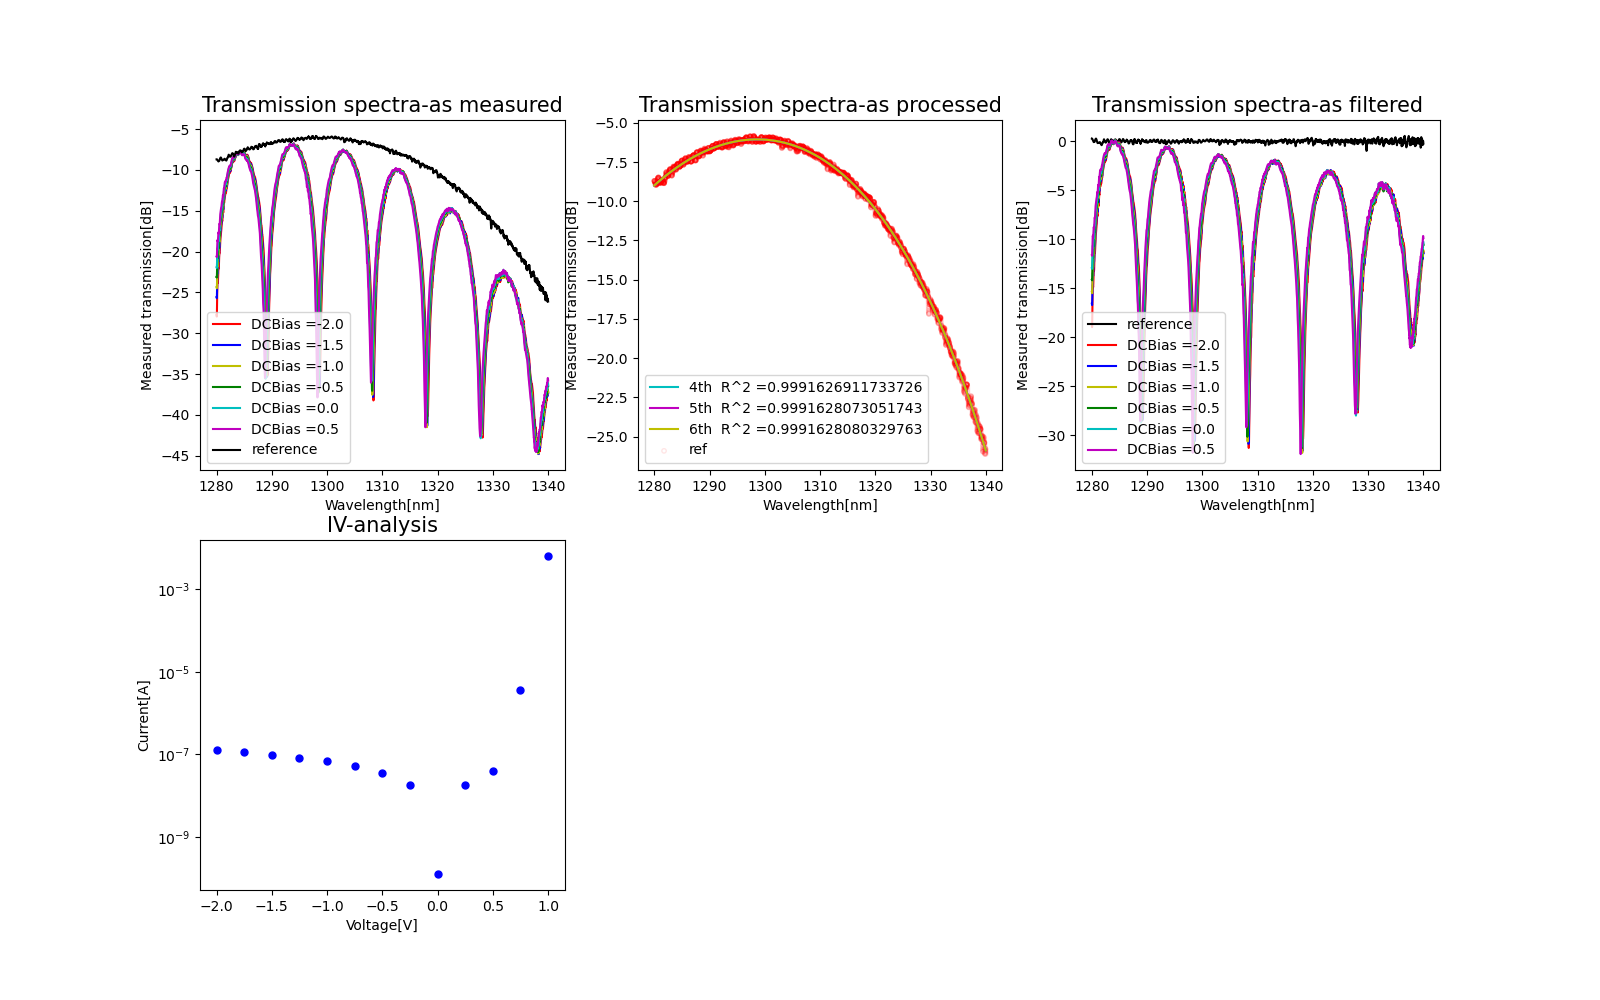 Transmission spectra-as measured
Measured transmission[dB]
−5
−10
−15
−20
−25
−30
−35
−40
−45
DCBias =-2.0
DCBias =-1.5
DCBias =-1.0
DCBias =-0.5
DCBias =0.0
DCBias =0.5
reference
1280 1290 1300 1310 1320 1330 1340
Wavelength[nm]
Transmission spectra-as processed
Measured transmission[dB]
−5.0
−7.5
−10.0
−12.5
−15.0
−17.5
−20.0
−22.5
−25.0
4th R^2 =0.9991626911733726
5th R^2 =0.9991628073051743
6th R^2 =0.9991628080329763
ref
1280 1290 1300 1310 1320 1330 1340
Wavelength[nm]
Transmission spectra-as filtered
Measured transmission[dB]
0
−5
−10
−15
−20
−25
−30
reference
DCBias =-2.0
DCBias =-1.5
DCBias =-1.0
DCBias =-0.5
DCBias =0.0
DCBias =0.5
1280 1290 1300 1310 1320 1330 1340
Wavelength[nm]
IV-analysis
Current[A]
10⁻³
10⁻⁵
10⁻⁷
10⁻⁹
−2.0 −1.5 −1.0 −0.5 0.0 0.5 1.0
Voltage[V]